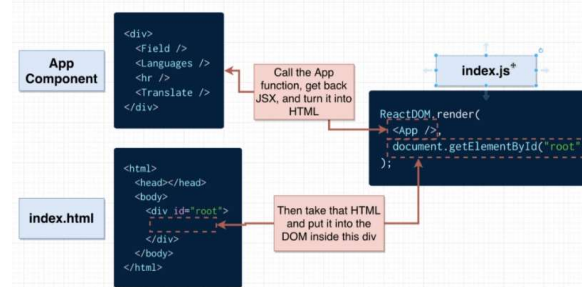 App
Component
<div>
<Field />
<Languages />
<hr />
<Translate />
</div>
Call the App
function, get back
JSX, and turn it into
HTML
index.js
ReactDOM.render(
<App />,
document.getElementById("root"
);
index.html
<html>
<head></head>
<body>
<div id="root">
</div>
</body>
</html>
Then take that HTML
and put it into the
DOM inside this div